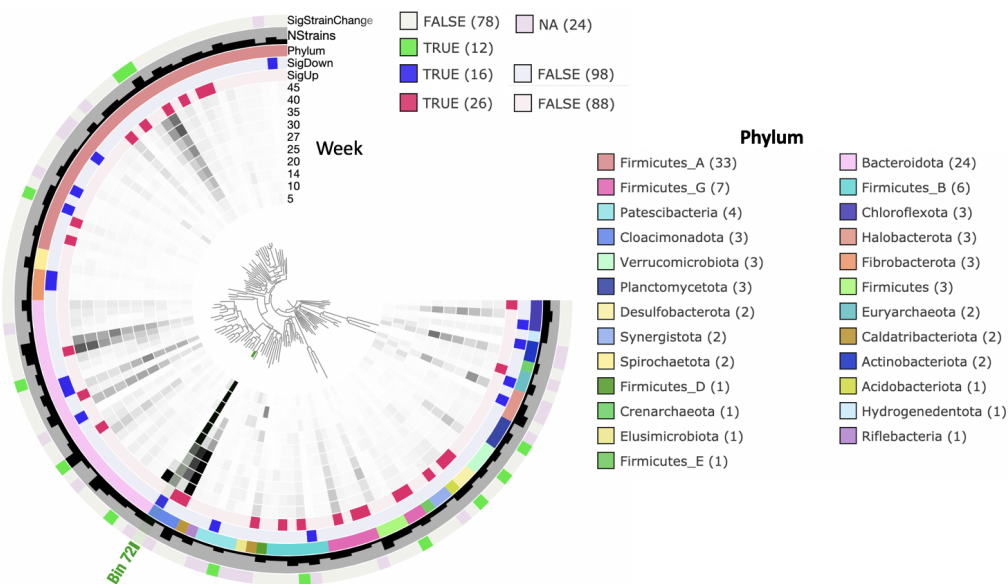 SigStrainChange
NStrains
Phylum
SigDown
SigUp
45
40
35
30
27
25
20
14
10
5
Week
FALSE (78)
NA (24)
TRUE (12)
TRUE (16)
FALSE (98)
TRUE (26)
FALSE (88)
Phylum
Firmicutes_A (33)
Firmicutes_G (7)
Patescibacteria (4)
Cloacimonadota (3)
Verrucomicrobiota (3)
Planctomycetota (3)
Desulfobacterota (2)
Synergistota (2)
Spirochaetota (2)
Firmicutes_D (1)
Crenarchaeota (1)
Elusimicrobiota (1)
Firmicutes_E (1)
Bacteroidota (24)
Firmicutes_B (6)
Chloroflexota (3)
Halobacterota (3)
Fibrobacterota (3)
Firmicutes (3)
Euryarchaeota (2)
Caldatribacteriota (2)
Actinobacteriota (2)
Acidobacteriota (1)
Hydrogenedentota (1)
Riflebacteria (1)
Bin 72